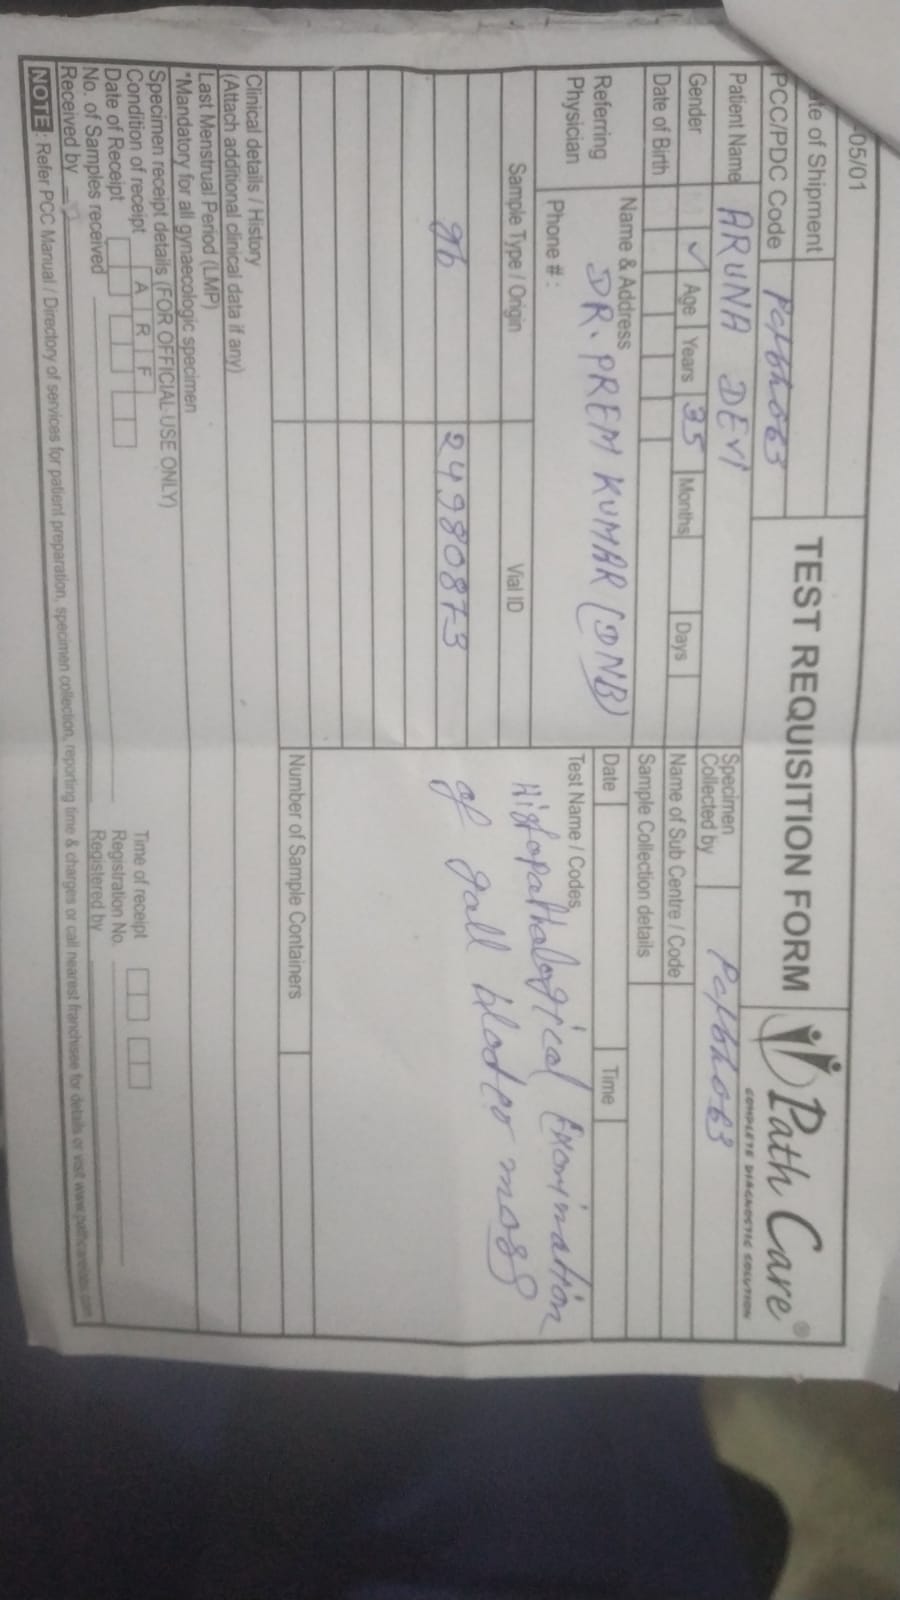 05/01
TEST REQUISITION FORM
Path Care®
COMPLETE DIAGNOSTIC SOLUTION
te of Shipment
PCC/PDC Code
Patient Name ARUNA DEVI
Specimen
Collected by
Gender ✓ Age Years 35 Months Days
Name of Sub Centre / Code
Date of Birth
Sample Collection details
Referring
Physician
Name & Address
DR. PREM KUMAR (DNB)
Phone # :
Date Time
Sample Type / Origin Vial ID
Test Name / Codes
Histopathalogical Exomination
of gall blader mass
gb 24980873
Number of Sample Containers
Clinical details / History
(Attach additional clinical data if any)
Last Menstrual Period (LMP)
*Mandatory for all gynaecologic specimen
Specimen receipt details (FOR OFFICIAL USE ONLY)
Condition of receipt A R F
Time of receipt
Date of Receipt
Registration No.
No. of Samples received
Registered by
Received by
NOTE : Refer PCC Manual / Directory of services for patient preparation, specimen collection, reporting time & charges or call nearest franchisee for details or visit